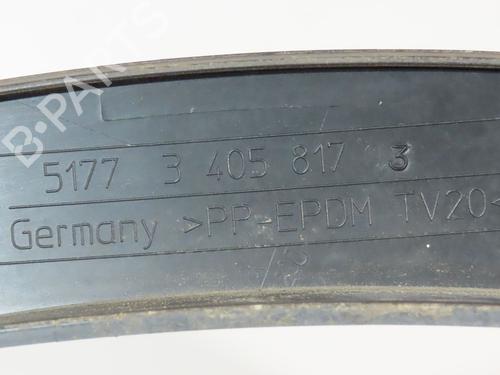 B-PARTS
5177 3 405 817 3
Germany >PP-EPDM TV20<